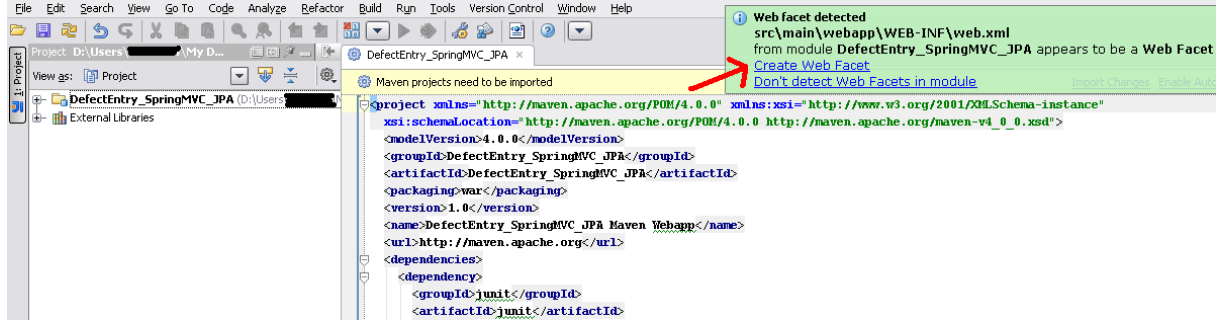 File Edit Search View Go To Code Analyze Refactor Build Run Tools Version Control Window Help
Web facet detected
src\main\webapp\WEB-INF\web.xml
from module DefectEntry_SpringMVC_JPA appears to be a Web Facet
Create Web Facet
Don't detect Web Facets in module Import Changes Enable Auto
1: Project
Project D:\Users\ \My D...
DefectEntry_SpringMVC_JPA
View as: Project
Maven projects need to be imported
DefectEntry_SpringMVC_JPA (D:\Users\
External Libraries
<project xmlns="http://maven.apache.org/POM/4.0.0" xmlns:xsi="http://www.w3.org/2001/XMLSchema-instance"
xsi:schemaLocation="http://maven.apache.org/POM/4.0.0 http://maven.apache.org/maven-v4_0_0.xsd">
<modelVersion>4.0.0</modelVersion>
<groupId>DefectEntry_SpringMVC_JPA</groupId>
<artifactId>DefectEntry_SpringMVC_JPA</artifactId>
<packaging>war</packaging>
<version>1.0</version>
<name>DefectEntry_SpringMVC_JPA Maven Webapp</name>
<url>http://maven.apache.org</url>
<dependencies>
<dependency>
<groupId>junit</groupId>
<artifactId>junit</artifactId>